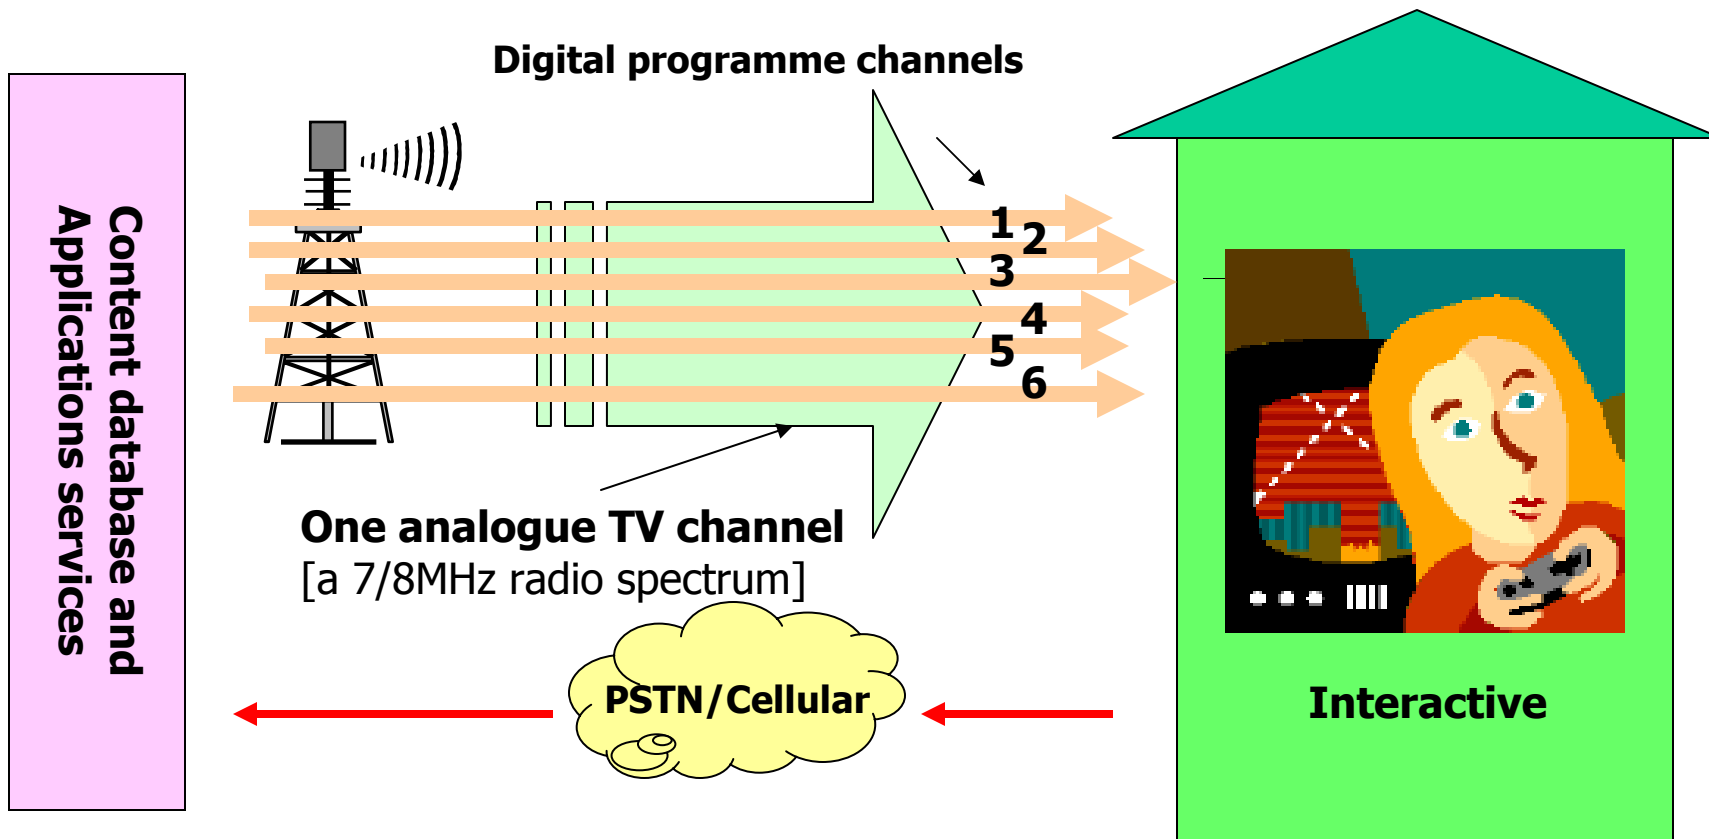 Digital programme channels
Content database and
Applications services
1
2
3
4
5
6
One analogue TV channel
[a 7/8MHz radio spectrum]
PSTN/Cellular
Interactive